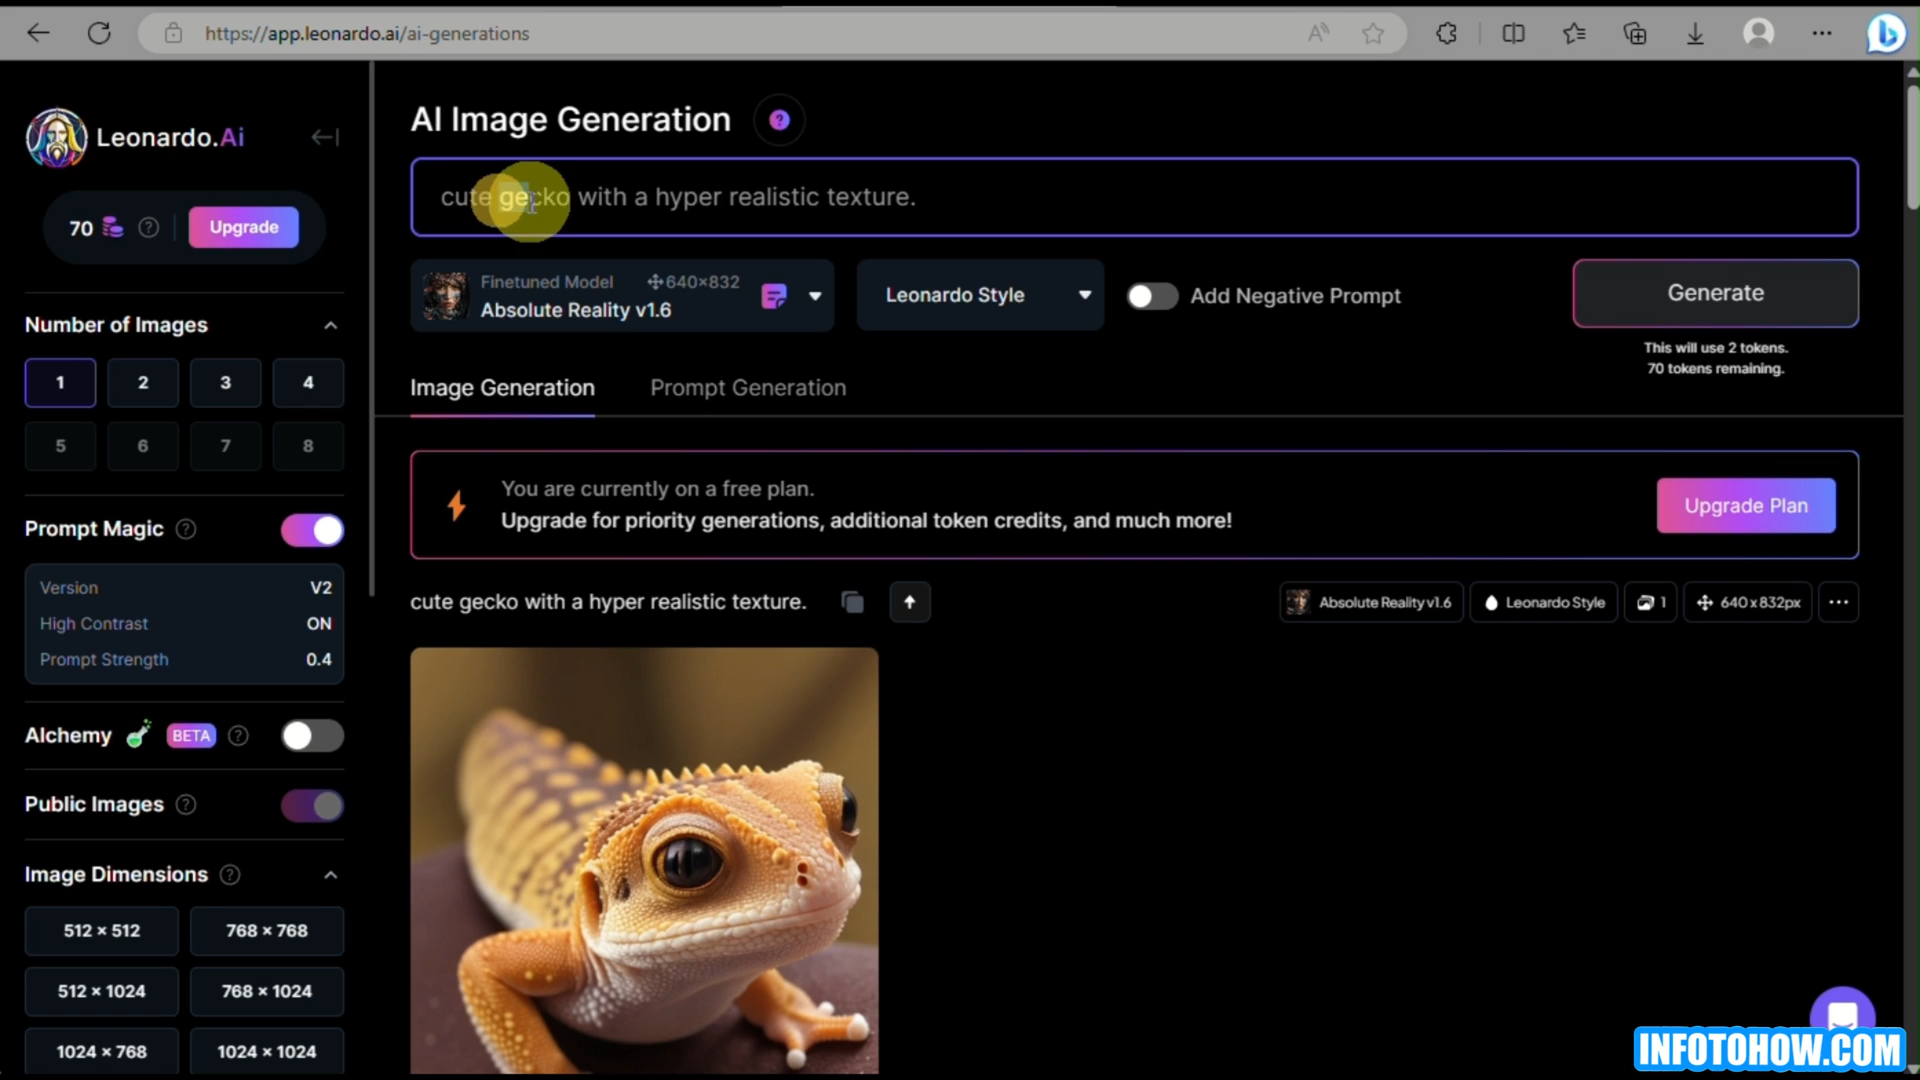 https://app.leonardo.ai/ai-generations
Leonardo.Ai
70
Upgrade
Number of Images
1 2 3 4
5 6 7 8
Prompt Magic
Version V2
High Contrast ON
Prompt Strength 0.4
Alchemy BETA
Public Images
Image Dimensions
512 × 512 768 × 768
512 × 1024 768 × 1024
1024 × 768 1024 × 1024
AI Image Generation ?
cute gecko with a hyper realistic texture.
Finetuned Model 640×832
Absolute Reality v1.6
Leonardo Style
Add Negative Prompt
Generate
This will use 2 tokens.
70 tokens remaining.
Image Generation Prompt Generation
You are currently on a free plan.
Upgrade for priority generations, additional token credits, and much more!
Upgrade Plan
cute gecko with a hyper realistic texture.
Absolute Reality v1.6 Leonardo Style 1 640 x 832px
INFOTOHOW.COM